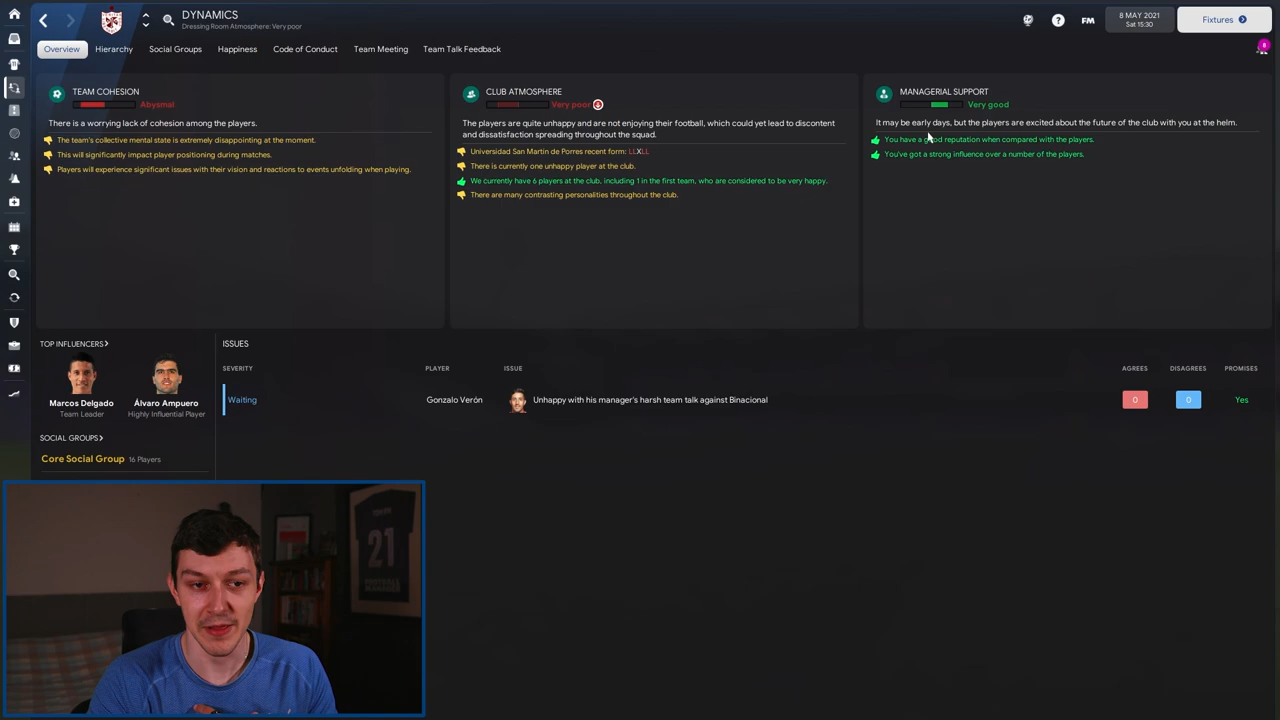 DYNAMICS
Dressing Room Atmosphere: Very poor
FM
8 MAY 2021
Sat 15:30
Fixtures
8
Overview
Hierarchy
Social Groups
Happiness
Code of Conduct
Team Meeting
Team Talk Feedback
TEAM COHESION
Abysmal
There is a worrying lack of cohesion among the players.
The team's collective mental state is extremely disappointing at the moment.
This will significantly impact player positioning during matches.
Players will experience significant issues with their vision and reactions to events unfolding when playing.
CLUB ATMOSPHERE
Very poor
The players are quite unhappy and are not enjoying their football, which could yet lead to discontent
and dissatisfaction spreading throughout the squad.
Universidad San Martín de Porres recent form: LLXLL
There is currently one unhappy player at the club.
We currently have 6 players at the club, including 1 in the first team, who are considered to be very happy.
There are many contrasting personalities throughout the club.
MANAGERIAL SUPPORT
Very good
It may be early days, but the players are excited about the future of the club with you at the helm.
You have a good reputation when compared with the players.
You've got a strong influence over a number of the players.
TOP INFLUENCERS
Marcos Delgado
Team Leader
Álvaro Ampuero
Highly Influential Player
SOCIAL GROUPS
Core Social Group 16 Players
ISSUES
SEVERITY
PLAYER
ISSUE
AGREES
DISAGREES
PROMISES
Waiting
Gonzalo Verón
Unhappy with his manager's harsh team talk against Binacional
0
0
Yes
21
FOOTBALL
MANAGER